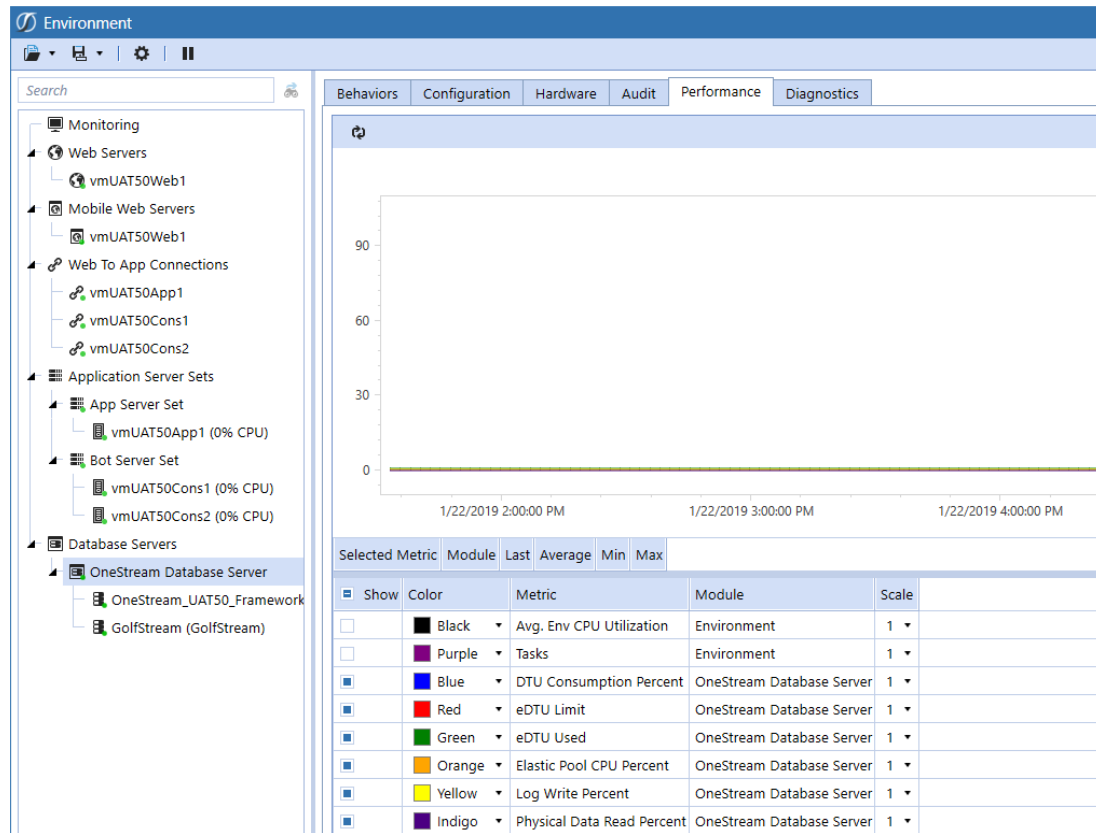 Environment
Search
Monitoring
Web Servers
vmUAT50Web1
Mobile Web Servers
vmUAT50Web1
Web To App Connections
vmUAT50App1
vmUAT50Cons1
vmUAT50Cons2
Application Server Sets
App Server Set
vmUAT50App1 (0% CPU)
Bot Server Set
vmUAT50Cons1 (0% CPU)
vmUAT50Cons2 (0% CPU)
Database Servers
OneStream Database Server
OneStream_UAT50_Framework
GolfStream (GolfStream)
Behaviors Configuration Hardware Audit Performance Diagnostics
90
60
30
0
1/22/2019 2:00:00 PM 1/22/2019 3:00:00 PM 1/22/2019 4:00:00 PM
Selected Metric Module Last Average Min Max
Show Color Metric Module Scale
Black Avg. Env CPU Utilization Environment 1
Purple Tasks Environment 1
Blue DTU Consumption Percent OneStream Database Server 1
Red eDTU Limit OneStream Database Server 1
Green eDTU Used OneStream Database Server 1
Orange Elastic Pool CPU Percent OneStream Database Server 1
Yellow Log Write Percent OneStream Database Server 1
Indigo Physical Data Read Percent OneStream Database Server 1